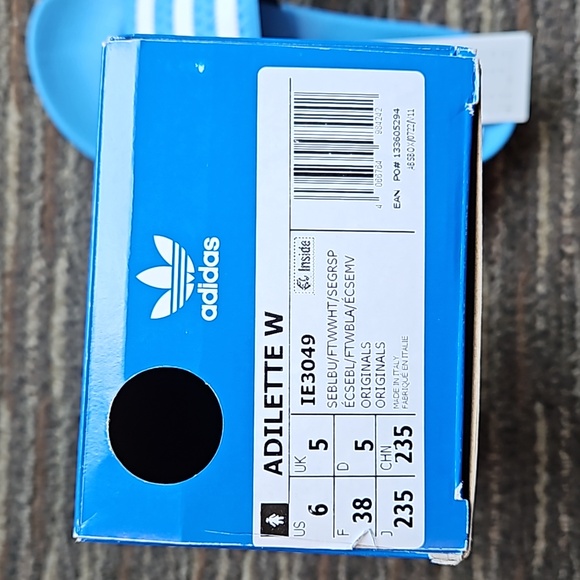 adidas
ADILETTE W
IE3049
Inside
SEBLBU/FTWWHT/SEGRSP
ÉCSEBL/FTWBLA/ÉCSEMV
ORIGINALS
ORIGINALS
MADE IN ITALY
FABRIQUÉ EN ITALIE
US 6
UK 5
F 38
D 5
J 235
CHN 235
EAN PO# 133605294